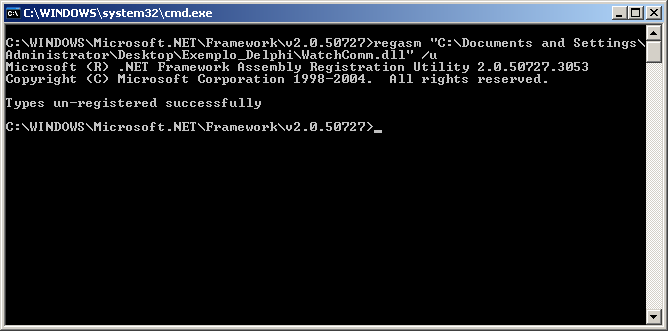 C:\WINDOWS\system32\cmd.exe
C:\WINDOWS\Microsoft.NET\Framework\v2.0.50727>regasm "C:\Documents and Settings\
Administrator\Desktop\Exemplo_Delphi\WatchComm.dll" /u
Microsoft (R) .NET Framework Assembly Registration Utility 2.0.50727.3053
Copyright (C) Microsoft Corporation 1998-2004.  All rights reserved.
Types un-registered successfully
C:\WINDOWS\Microsoft.NET\Framework\v2.0.50727>_